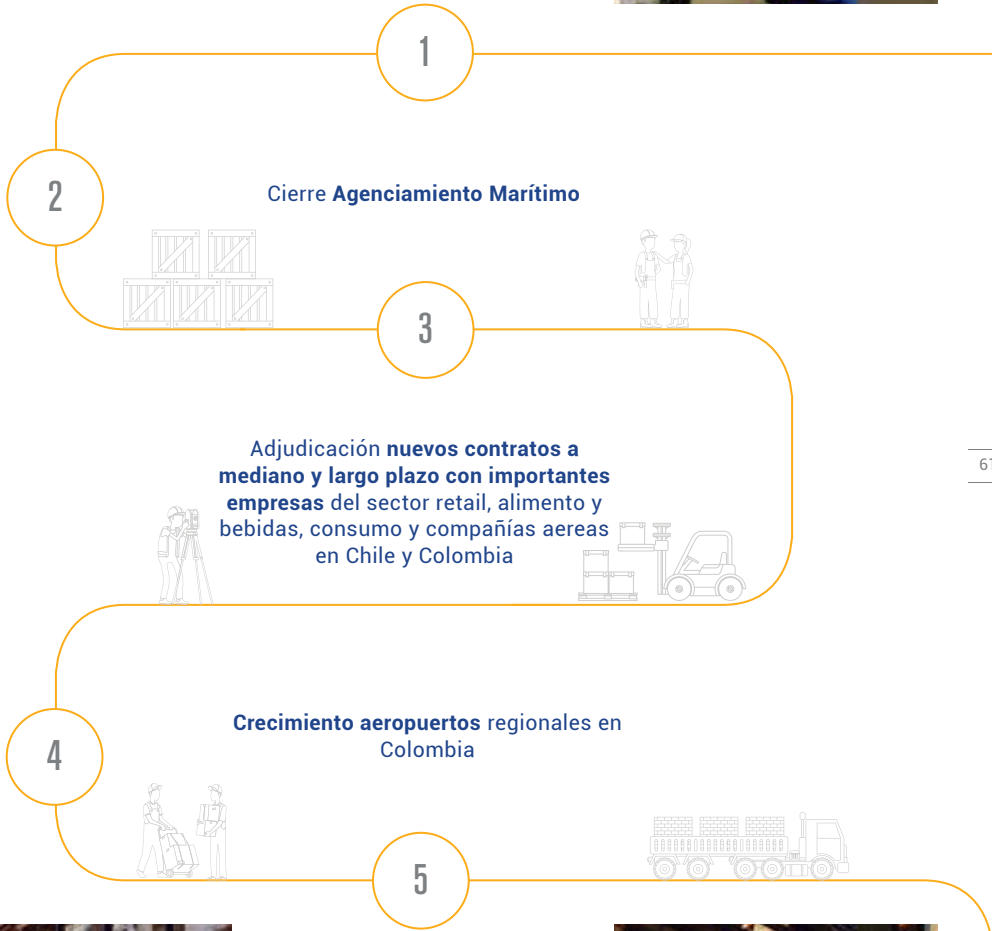 1
2
Cierre Agenciamiento Marítimo
3
Adjudicación nuevos contratos a
mediano y largo plazo con importantes
empresas del sector retail, alimento y
bebidas, consumo y compañías aereas
en Chile y Colombia
61
4
Crecimiento aeropuertos regionales en
Colombia
5